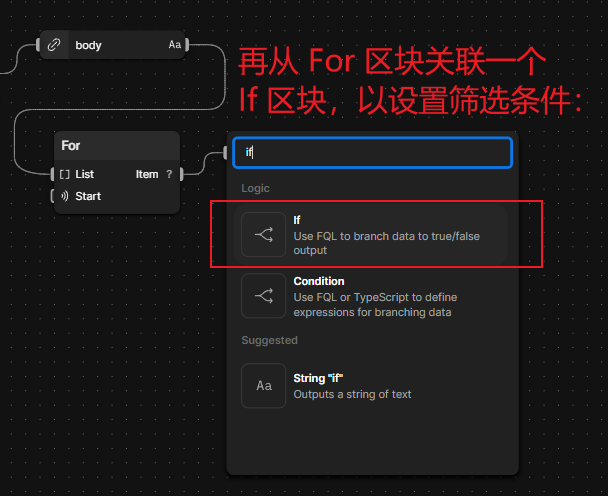 body Aa
再从 For 区块关联一个
If 区块，以设置筛选条件：
For
List Item ?
Start
if
Logic
If
Use FQL to branch data to true/false
output
Condition
Use FQL or TypeScript to define
expressions for branching data
Suggested
Aa
String "if"
Outputs a string of text